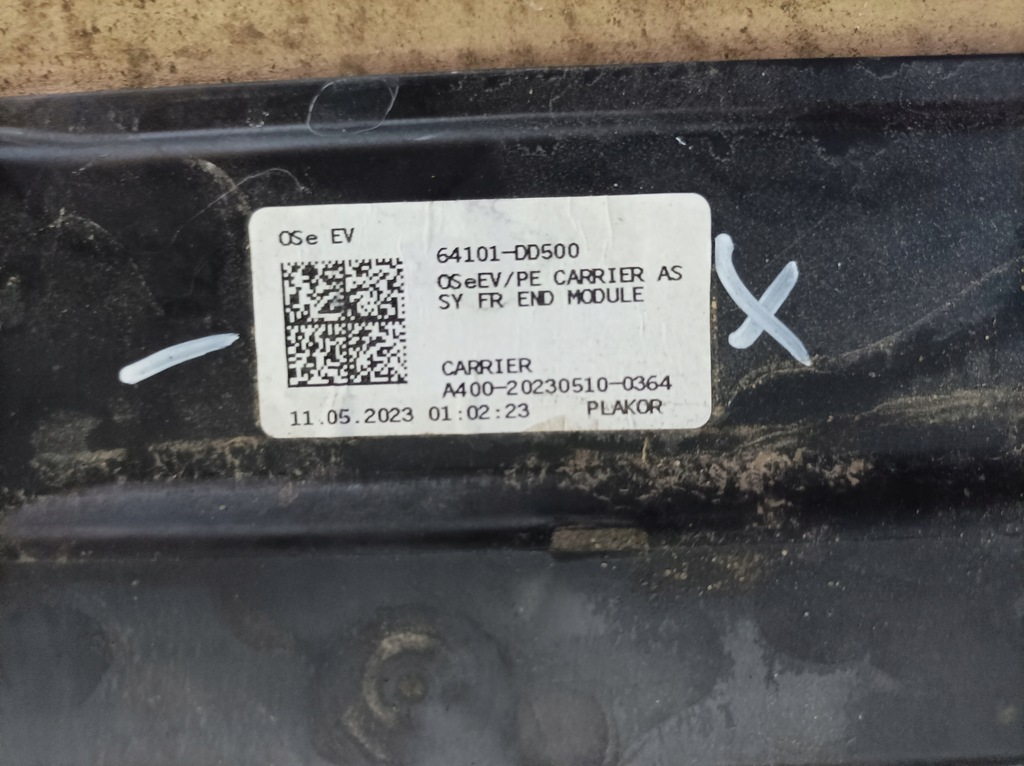 OSe EV
64101-DD500
OSeEV/PE CARRIER AS
SY FR END MODULE
CARRIER
A400-20230510-0364
11.05.2023 01:02:23 PLAKOR
X